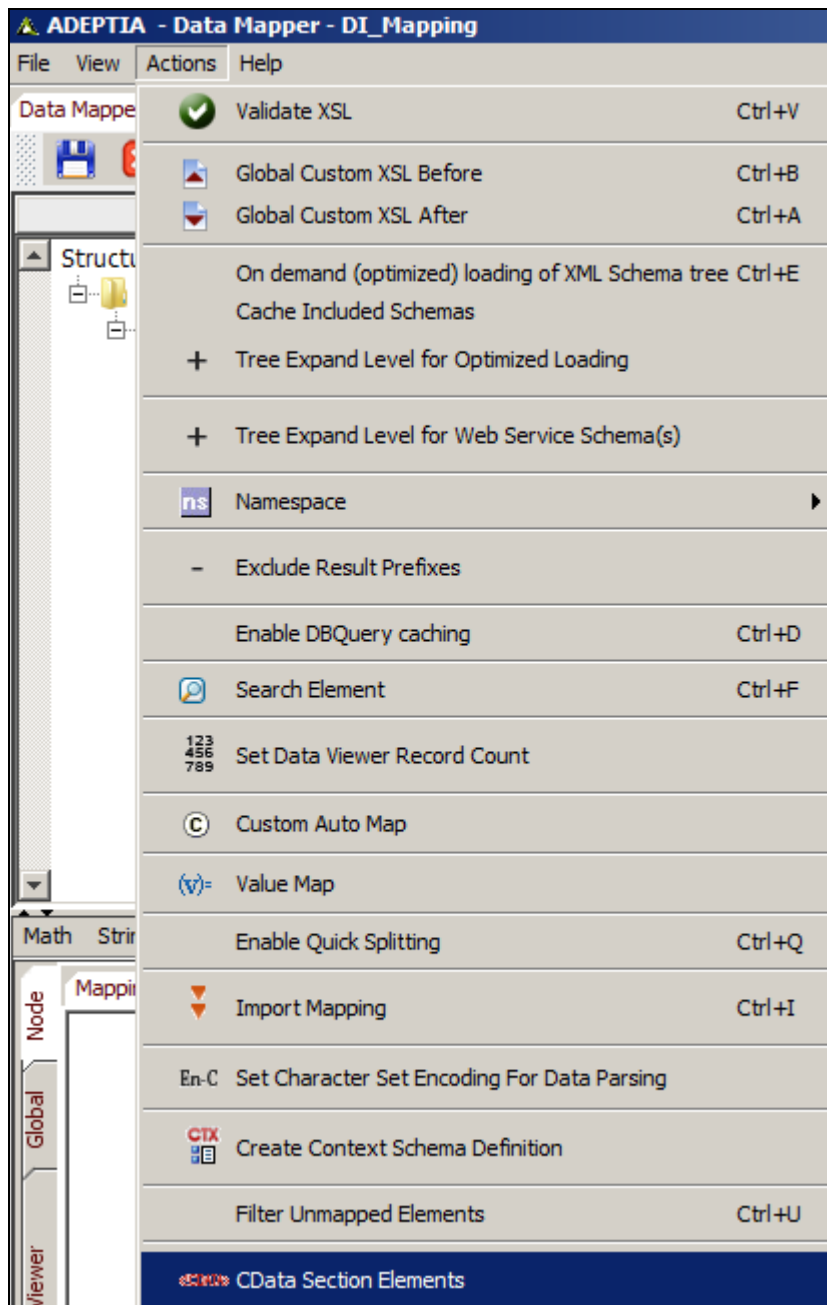 ADEPTIA - Data Mapper - DI_Mapping
File View Actions Help
Data Mappe
Validate XSL Ctrl+V
Global Custom XSL Before Ctrl+B
Global Custom XSL After Ctrl+A
Structu
On demand (optimized) loading of XML Schema tree Ctrl+E
Cache Included Schemas
+ Tree Expand Level for Optimized Loading
+ Tree Expand Level for Web Service Schema(s)
ns Namespace
- Exclude Result Prefixes
Enable DBQuery caching Ctrl+D
Search Element Ctrl+F
123
456
789
Set Data Viewer Record Count
C Custom Auto Map
(v)= Value Map
Math Strin
Enable Quick Splitting Ctrl+Q
Node
Mappin
Import Mapping Ctrl+I
En-C Set Character Set Encoding For Data Parsing
Global
CTX Create Context Schema Definition
Filter Unmapped Elements Ctrl+U
Viewer
CData Section Elements